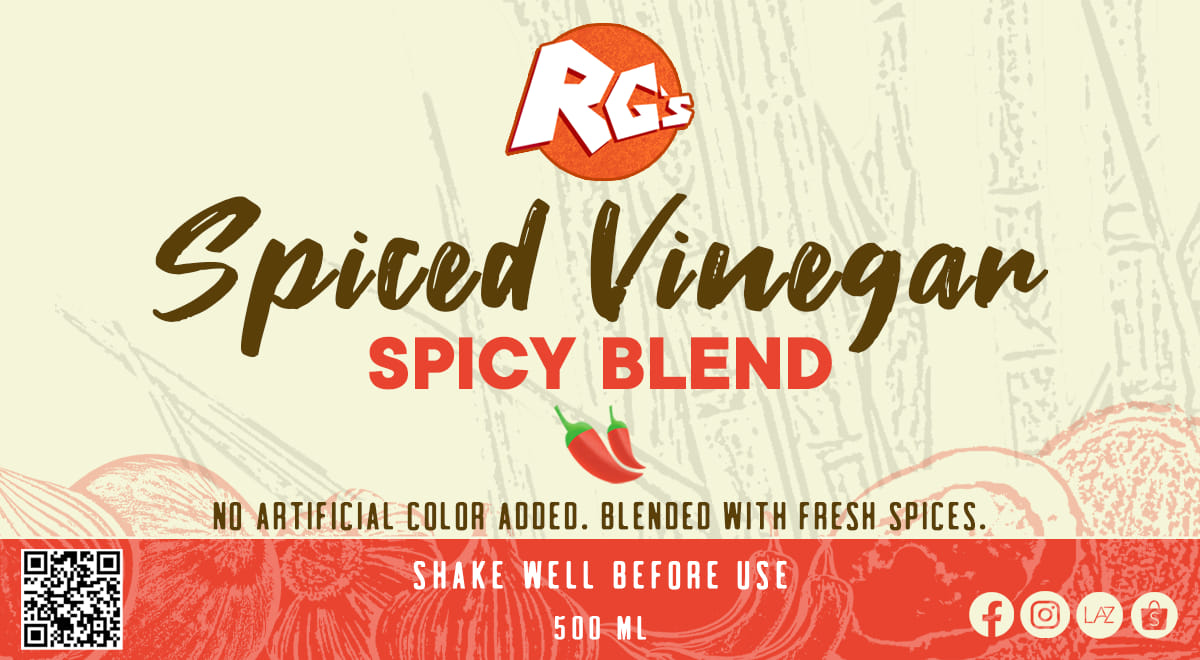 RG's
Spiced Vinegar
SPICY BLEND
NO ARTIFICIAL COLOR ADDED. BLENDED WITH FRESH SPICES.
SHAKE WELL BEFORE USE
500 ML
LAZ
S